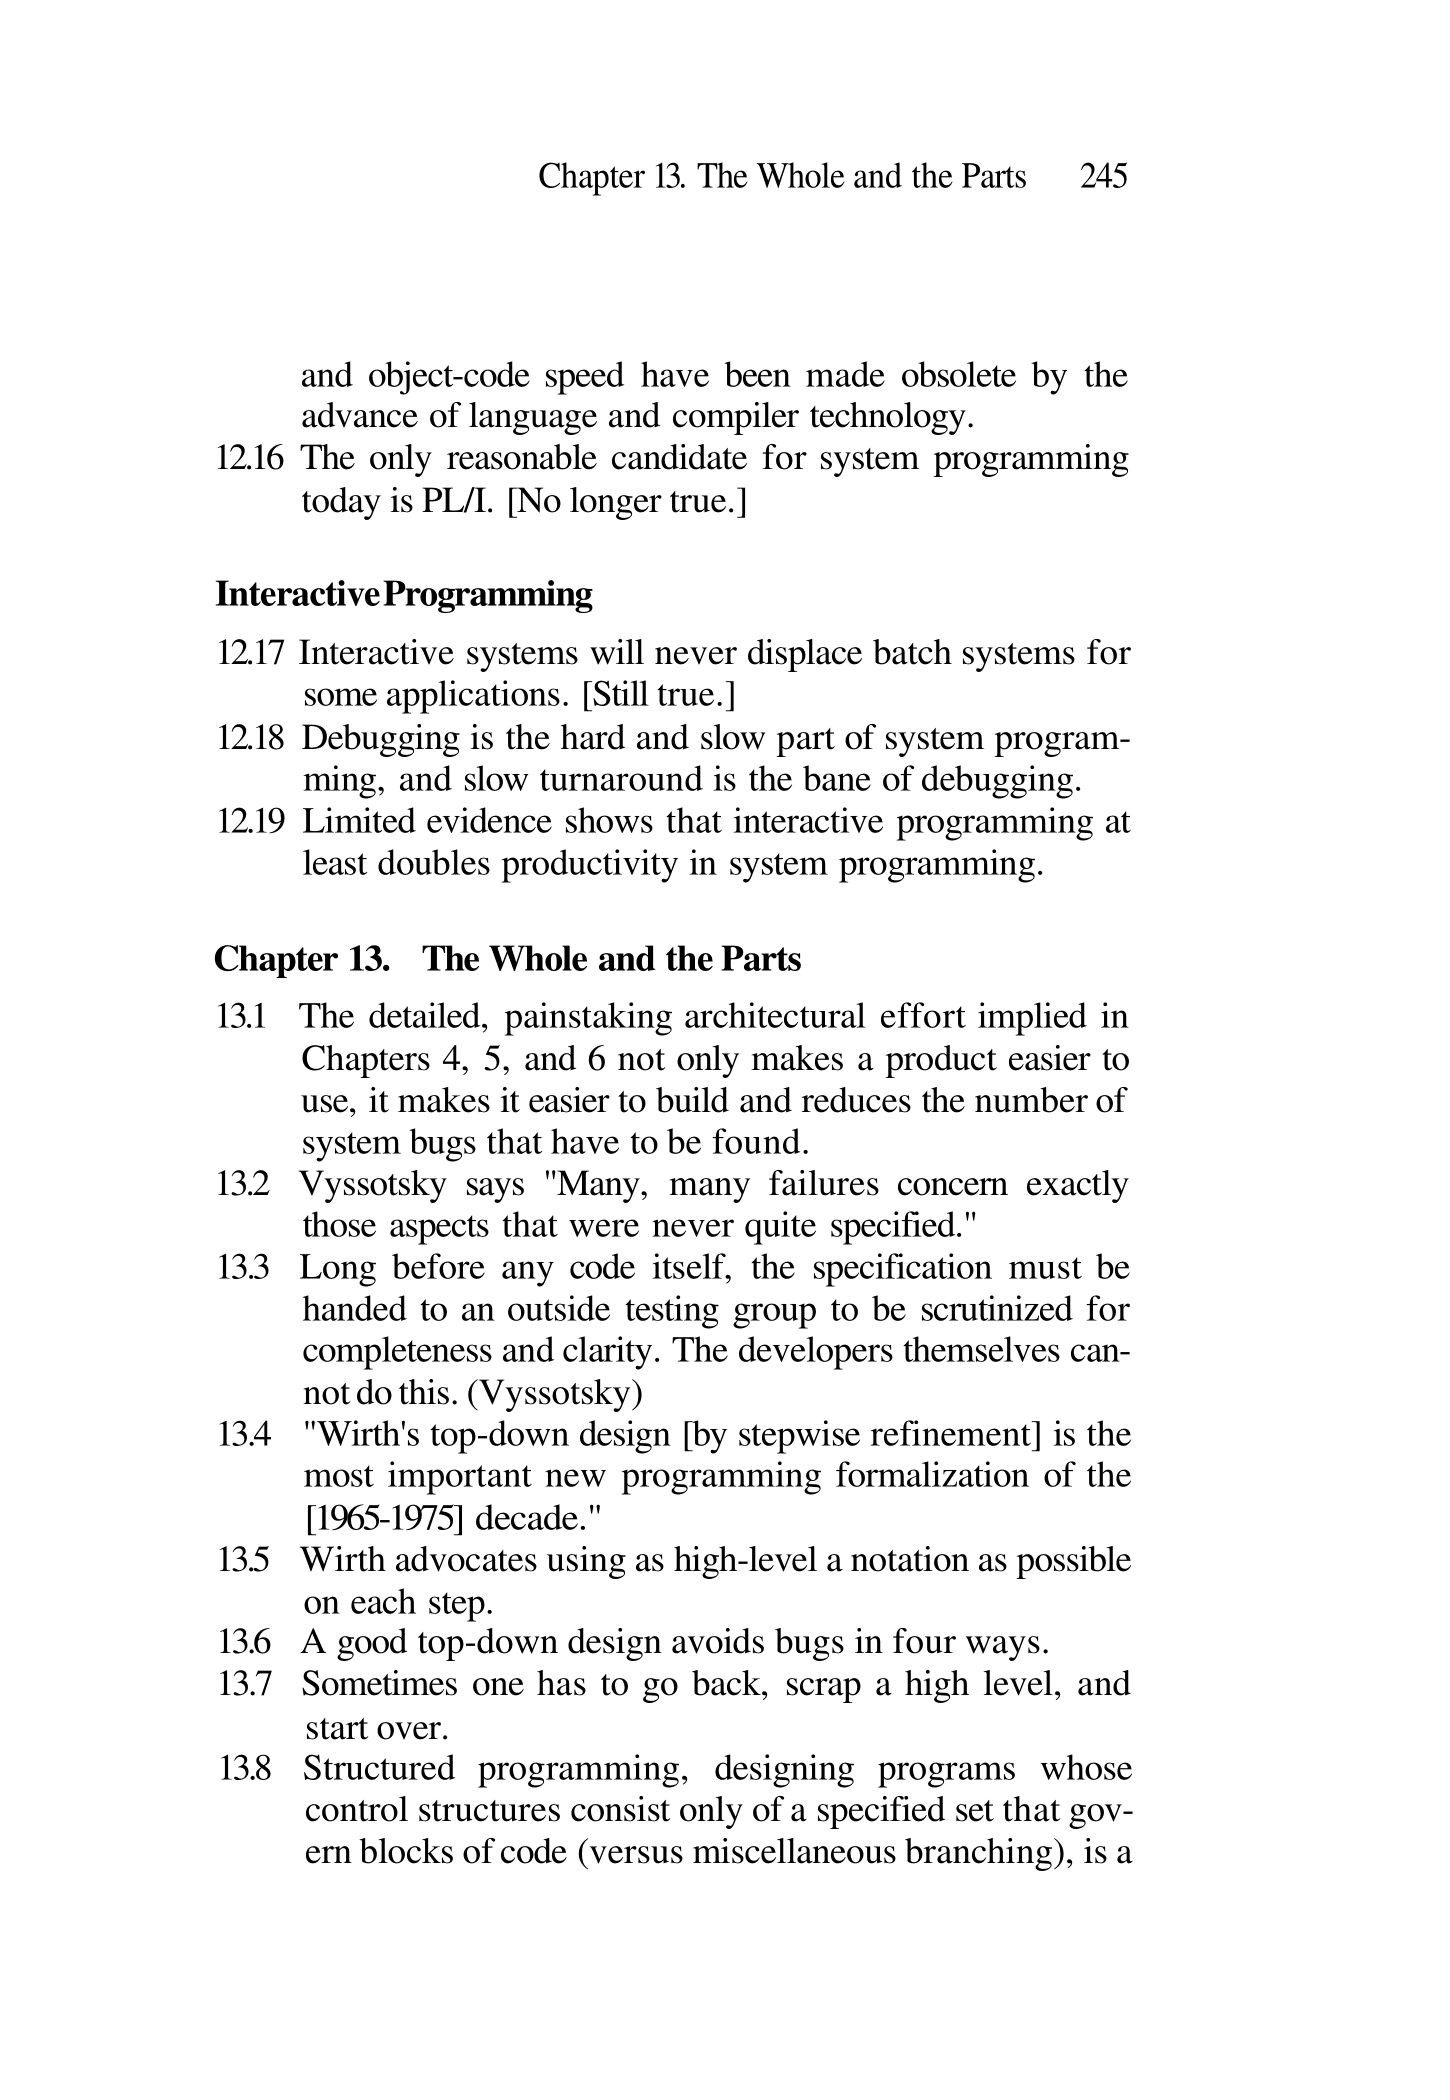 Chapter 13. The Whole and the Parts 245
and object-code speed have been made obsolete by the
advance of language and compiler technology.
12.16 The only reasonable candidate for system programming
today is PL/I. [No longer true.]
Interactive Programming
12.17 Interactive systems will never displace batch systems for
some applications. [Still true.]
12.18 Debugging is the hard and slow part of system program-
ming, and slow turnaround is the bane of debugging.
12.19 Limited evidence shows that interactive programming at
least doubles productivity in system programming.
Chapter 13. The Whole and the Parts
13.1 The detailed, painstaking architectural effort implied in
Chapters 4, 5, and 6 not only makes a product easier to
use, it makes it easier to build and reduces the number of
system bugs that have to be found.
13.2 Vyssotsky says "Many, many failures concern exactly
those aspects that were never quite specified."
13.3 Long before any code itself, the specification must be
handed to an outside testing group to be scrutinized for
completeness and clarity. The developers themselves can-
not do this. (Vyssotsky)
13.4 "Wirth's top-down design [by stepwise refinement] is the
most important new programming formalization of the
[1965-1975] decade."
13.5 Wirth advocates using as high-level a notation as possible
on each step.
13.6 A good top-down design avoids bugs in four ways.
13.7 Sometimes one has to go back, scrap a high level, and
start over.
13.8 Structured programming, designing programs whose
control structures consist only of a specified set that gov-
ern blocks of code (versus miscellaneous branching), is a